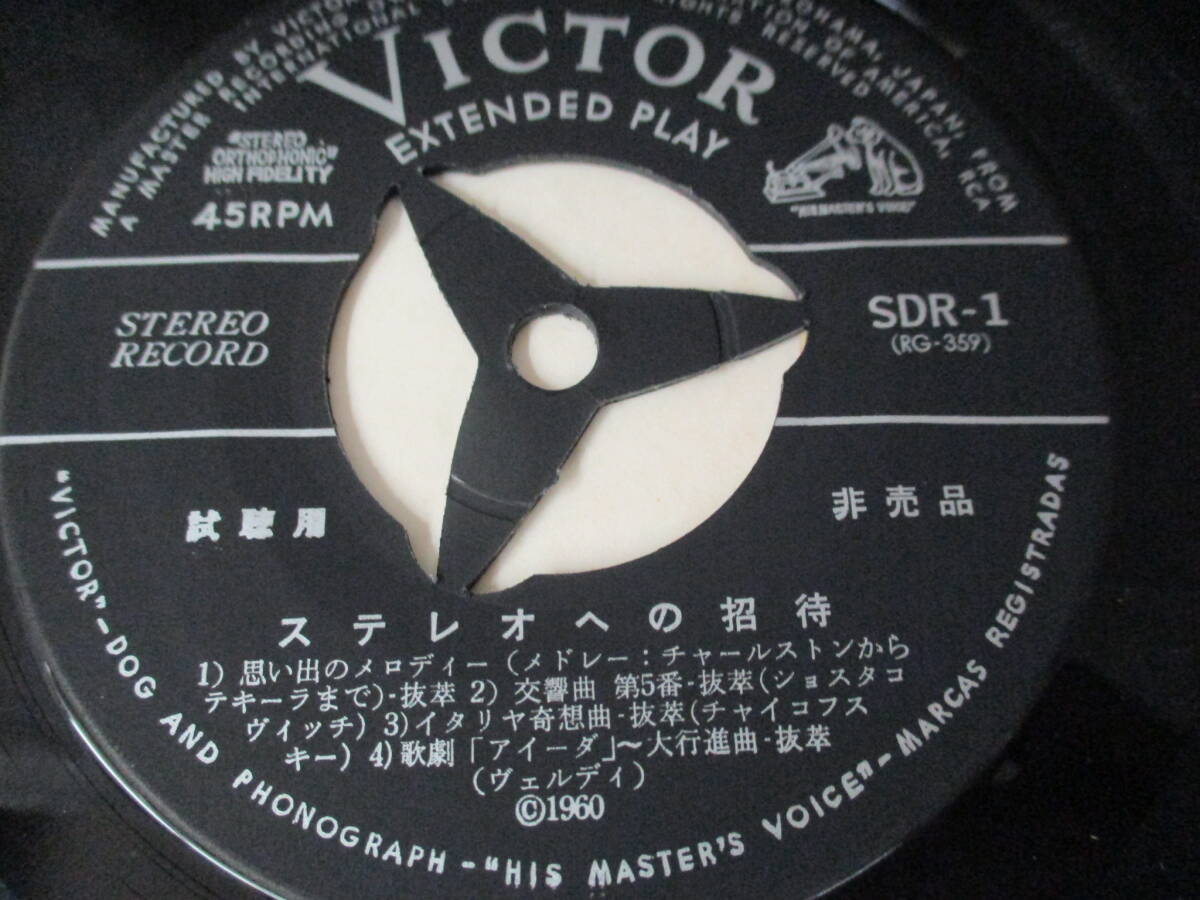 VICTOR
EXTENDED PLAY
"STEREO
ORTHOPHONIC"
HIGH FIDELITY
45RPM
"HIS MASTER'S VOICE"
STEREO
RECORD
SDR-1
(RG-359)
試聴用
非売品
ステレオへの招待
1) 思い出のメロディー (メドレー：チャールストンから
テキーラまで)-抜萃 2) 交響曲 第5番-抜萃(ショスタコ
ヴィッチ) 3)イタリヤ奇想曲-抜萃(チャイコフス
キー) 4)歌劇「アイーダ」〜大行進曲-抜萃
(ヴェルディ)
©1960
"VICTOR"-DOG AND PHONOGRAPH-"HIS MASTER'S VOICE"-MARCAS REGISTRADAS
MANUFACTURED BY VICTOR
YOKOHAMA, JAPAN; FROM
A MASTER RECORDING
OF AMERICA, RCA
INTERNATIONAL
RIGHTS RESERVED